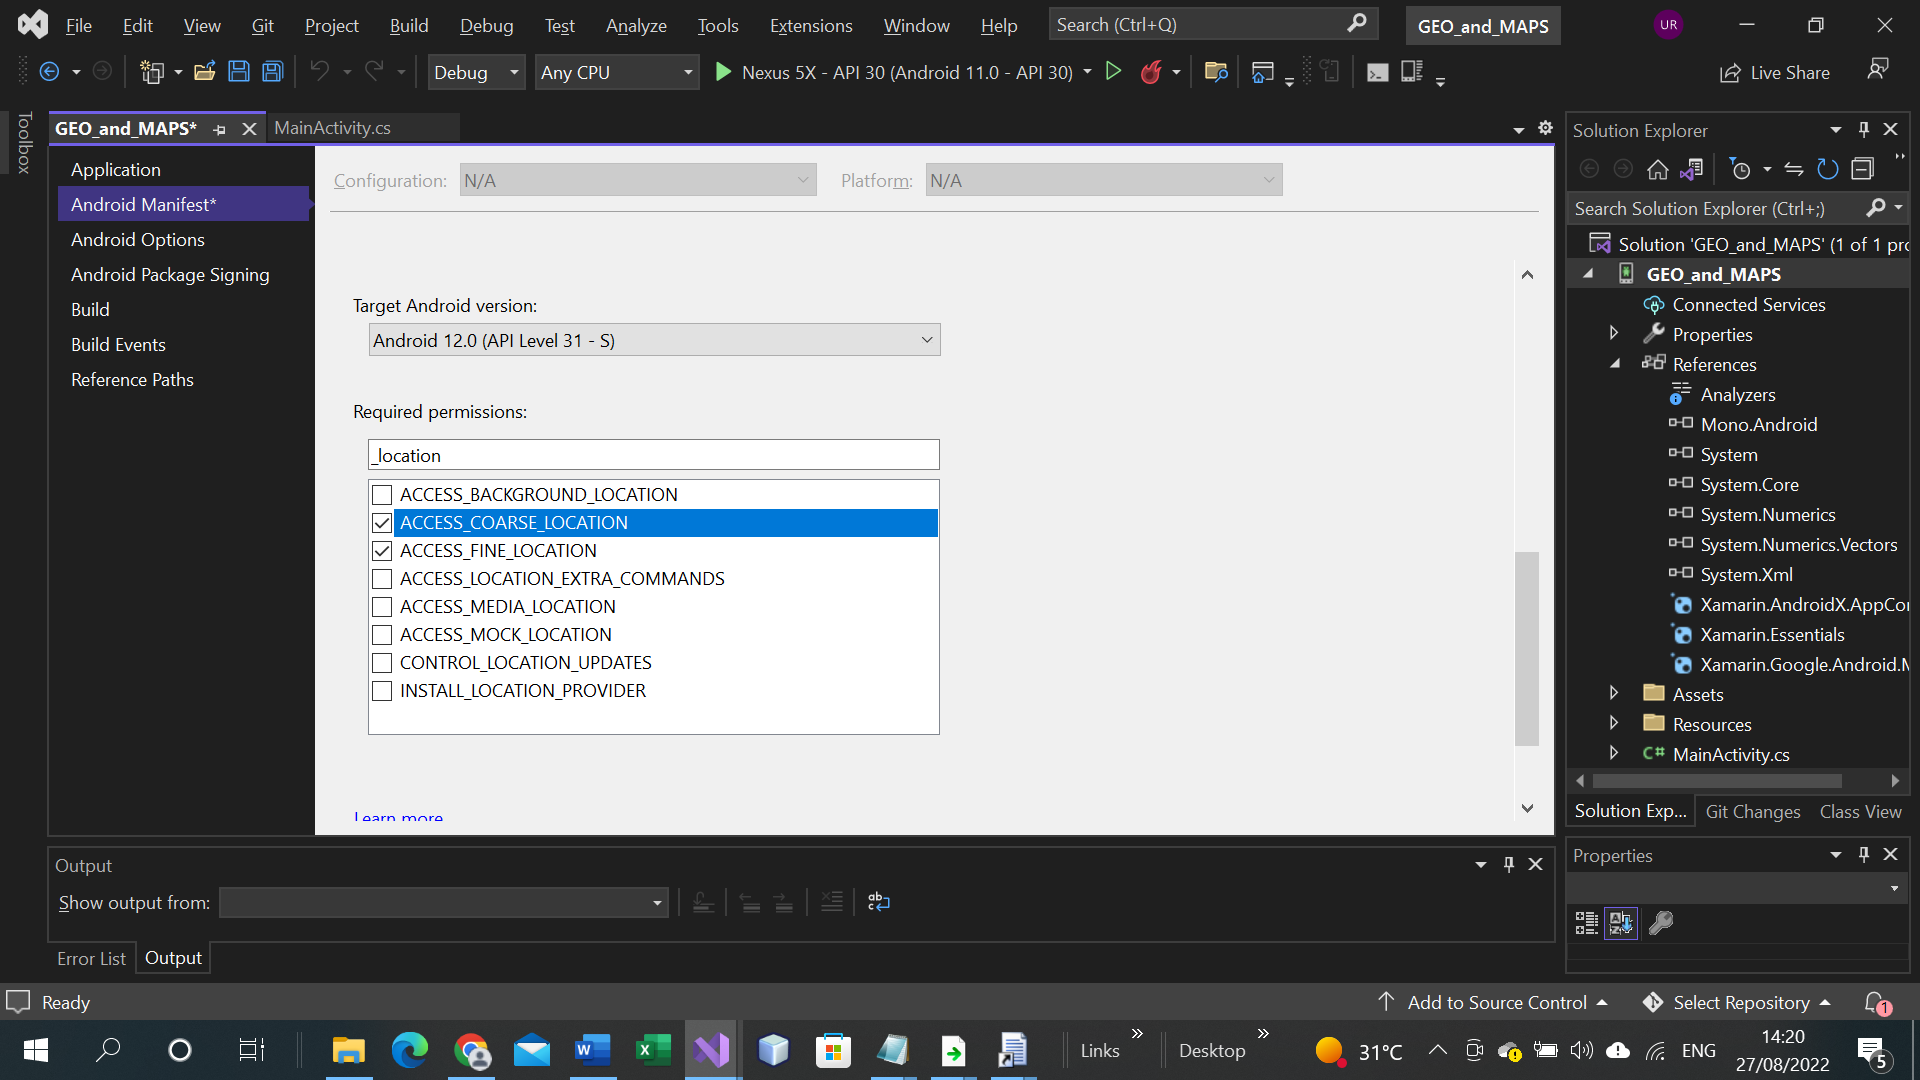 File Edit View Git Project Build Debug Test Analyze Tools Extensions Window Help Search (Ctrl+Q) GEO_and_MAPS UR
Debug Any CPU Nexus 5X - API 30 (Android 11.0 - API 30) Live Share
Toolbox
GEO_and_MAPS* MainActivity.cs
Application
Android Manifest*
Android Options
Android Package Signing
Build
Build Events
Reference Paths
Configuration: N/A Platform: N/A
Target Android version:
Android 12.0 (API Level 31 - S)
Required permissions:
_location
ACCESS_BACKGROUND_LOCATION
ACCESS_COARSE_LOCATION
ACCESS_FINE_LOCATION
ACCESS_LOCATION_EXTRA_COMMANDS
ACCESS_MEDIA_LOCATION
ACCESS_MOCK_LOCATION
CONTROL_LOCATION_UPDATES
INSTALL_LOCATION_PROVIDER
Learn more
Solution Explorer
Search Solution Explorer (Ctrl+;)
Solution 'GEO_and_MAPS' (1 of 1 pro
GEO_and_MAPS
Connected Services
Properties
References
Analyzers
Mono.Android
System
System.Core
System.Numerics
System.Numerics.Vectors
System.Xml
Xamarin.AndroidX.AppCo
Xamarin.Essentials
Xamarin.Google.Android.M
Assets
Resources
C# MainActivity.cs
Solution Exp... Git Changes Class View
Properties
Output
Show output from:
Error List Output
Ready Add to Source Control Select Repository 1
Links Desktop 31°C ENG 14:20
27/08/2022 5